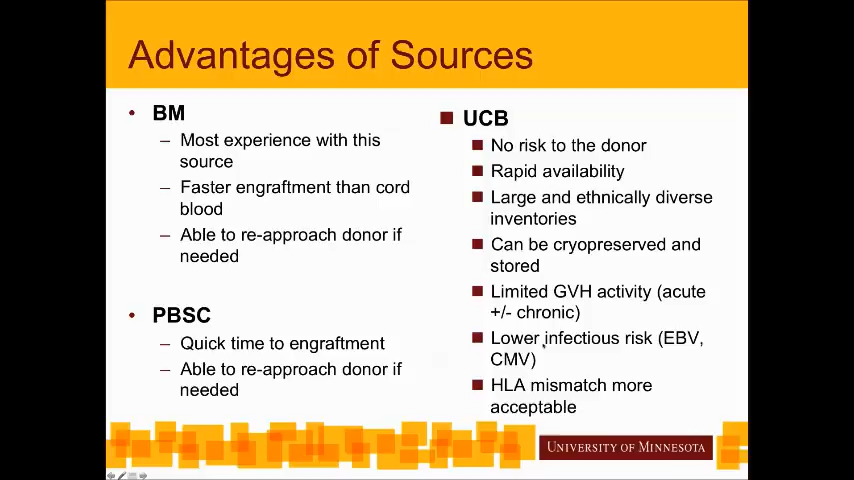 Advantages of Sources
• BM
– Most experience with this
source
– Faster engraftment than cord
blood
– Able to re-approach donor if
needed
• PBSC
– Quick time to engraftment
– Able to re-approach donor if
needed
UCB
No risk to the donor
Rapid availability
Large and ethnically diverse
inventories
Can be cryopreserved and
stored
Limited GVH activity (acute
+/- chronic)
Lower infectious risk (EBV,
CMV)
HLA mismatch more
acceptable
UNIVERSITY OF MINNESOTA